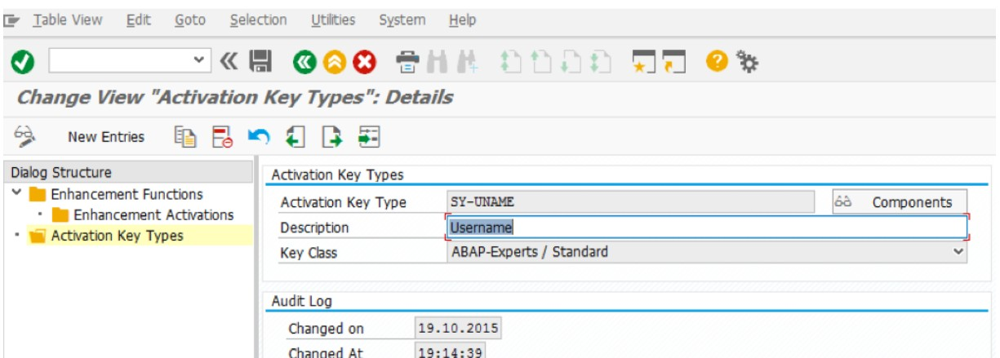 Table View Edit Goto Selection Utilities System Help
Change View "Activation Key Types": Details
New Entries
Dialog Structure
Enhancement Functions
Enhancement Activations
Activation Key Types
Activation Key Types
Activation Key Type SY-UNAME Components
Description Username
Key Class ABAP-Experts / Standard
Audit Log
Changed on 19.10.2015
Changed At 19:14:39